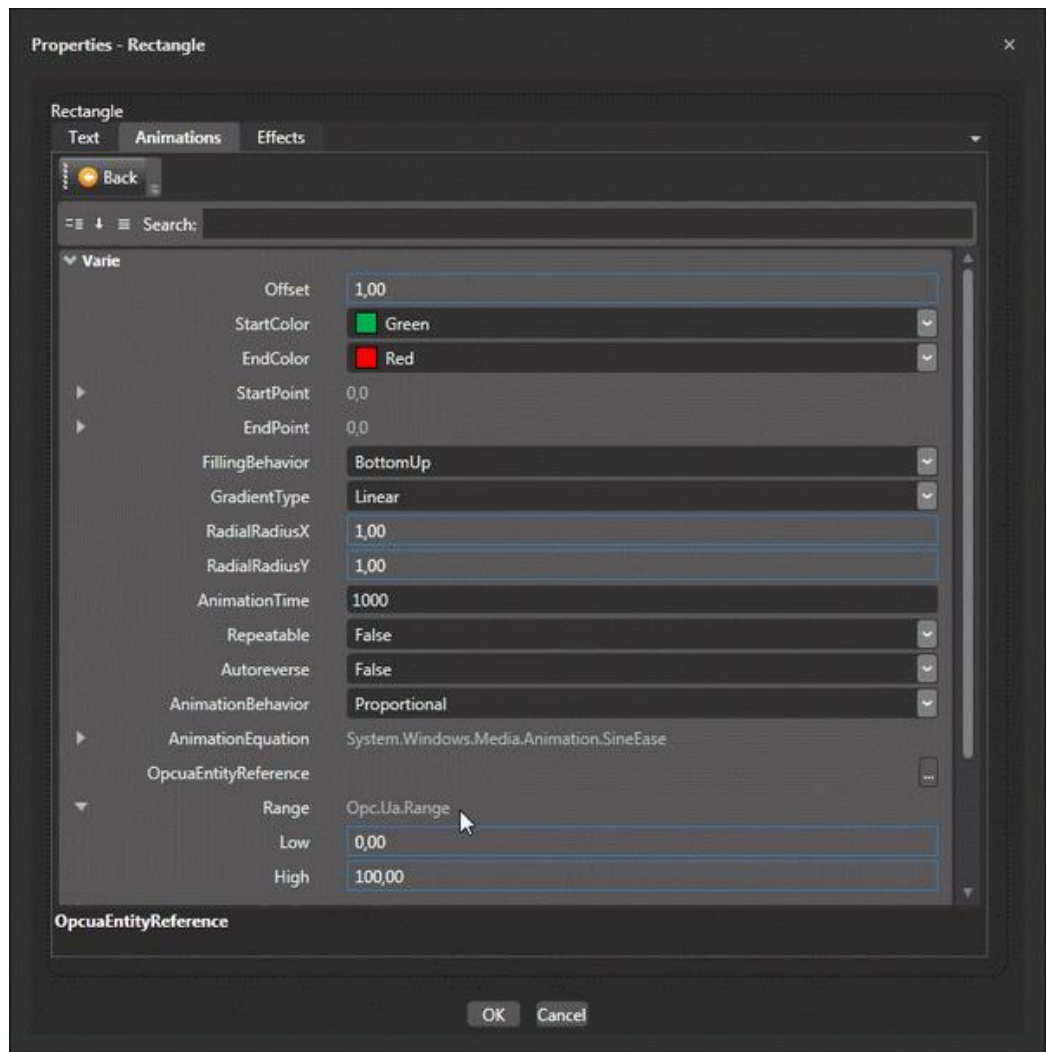 Properties - Rectangle
Rectangle
Text Animations Effects
Back
Search:
Varie
Offset 1,00
StartColor Green
EndColor Red
StartPoint 0,0
EndPoint 0,0
FillingBehavior BottomUp
GradientType Linear
RadialRadiusX 1,00
RadialRadiusY 1,00
AnimationTime 1000
Repeatable False
Autoreverse False
AnimationBehavior Proportional
AnimationEquation System.Windows.Media.Animation.SineEase
OpcuaEntityReference ...
Range Opc.Ua.Range
Low 0,00
High 100,00
OpcuaEntityReference
OK Cancel